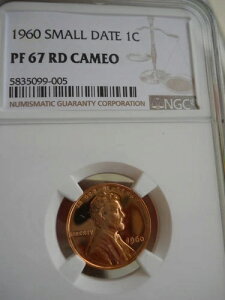 1960 SMALL DATE 1C
PF 67 RD CAMEO
5835099-005
NUMISMATIC GUARANTY CORPORATION
NGC
LIBERTY
1960